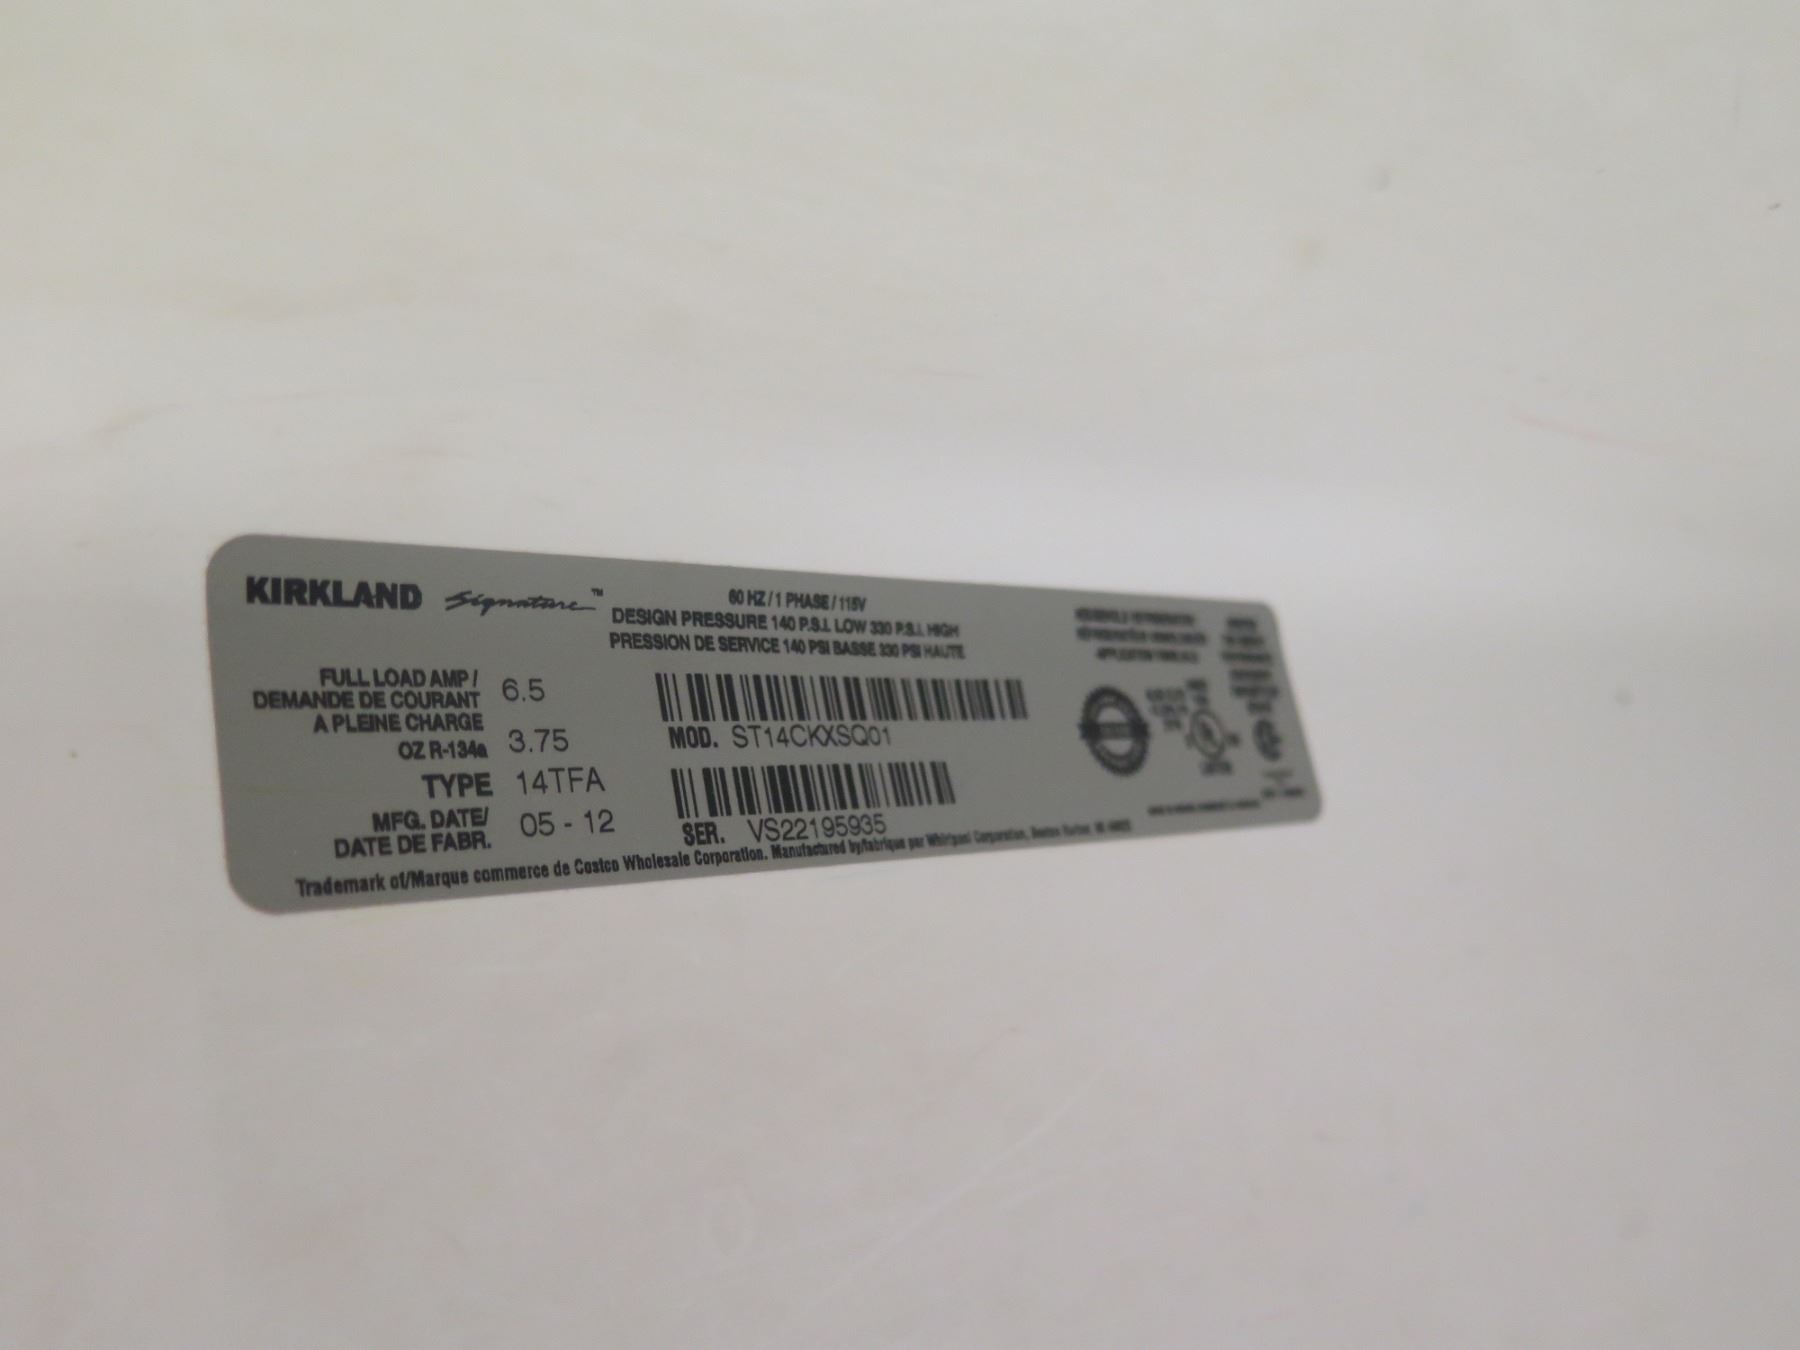 KIRKLAND Signature™
60 HZ / 1 PHASE / 115V
DESIGN PRESSURE 140 P.S.I. LOW 330 P.S.I. HIGH
PRESSION DE SERVICE 140 PSI BASSE 330 PSI HAUTE
FULL LOAD AMP /
DEMANDE DE COURANT
A PLEINE CHARGE
6.5
OZ R-134a 3.75
TYPE 14TFA
MFG. DATE/
DATE DE FABR.
05 - 12
MOD. ST14CKXSQ01
SER. VS22195935
Trademark of/Marque commerce de Costco Wholesale Corporation. Manufactured by/fabrique par Whirlpool Corporation, Benton Harbor, MI